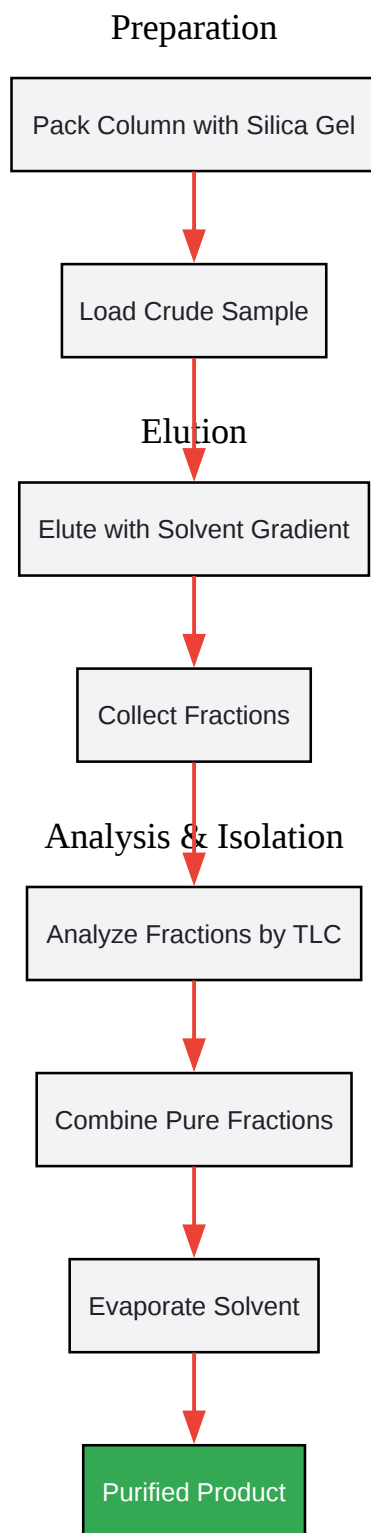 Preparation
Pack Column with Silica Gel
Load Crude Sample
Elution
Elute with Solvent Gradient
Collect Fractions
Analysis & Isolation
Analyze Fractions by TLC
Combine Pure Fractions
Evaporate Solvent
Purified Product